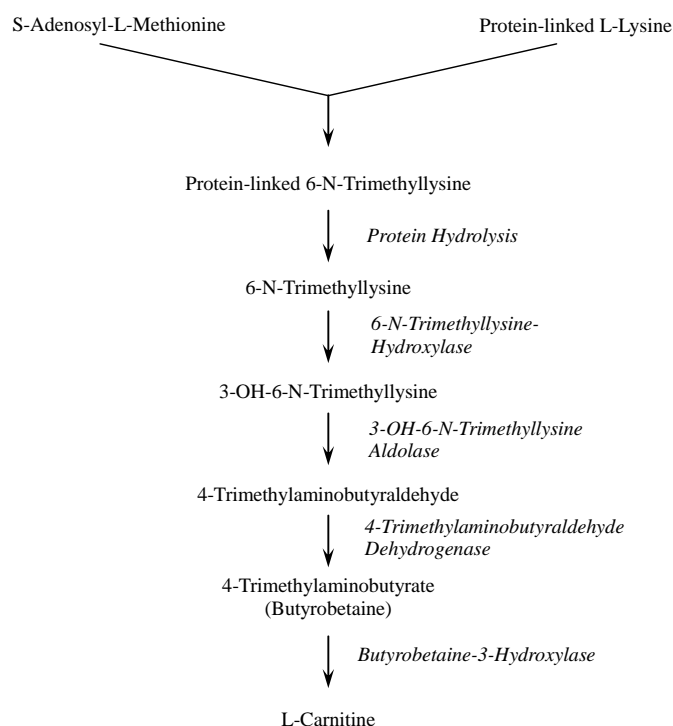 S-Adenosyl-L-Methionine
Protein-linked L-Lysine
Protein-linked 6-N-Trimethyllysine
Protein Hydrolysis
6-N-Trimethyllysine
6-N-Trimethyllysine-
Hydroxylase
3-OH-6-N-Trimethyllysine
3-OH-6-N-Trimethyllysine
Aldolase
4-Trimethylaminobutyraldehyde
4-Trimethylaminobutyraldehyde
Dehydrogenase
4-Trimethylaminobutyrate
(Butyrobetaine)
Butyrobetaine-3-Hydroxylase
L-Carnitine